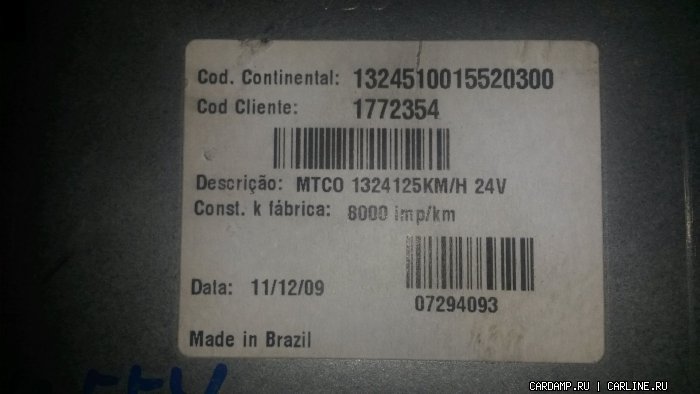 Cod. Continental: 1324510015520300
Cod Cliente: 1772354
Descrição: MTCO 1324125KM/H 24V
Const. k fábrica: 8000 imp/km
07294093
Data: 11/12/09
Made in Brazil
CARDAMP.RU | CARLINE.RU